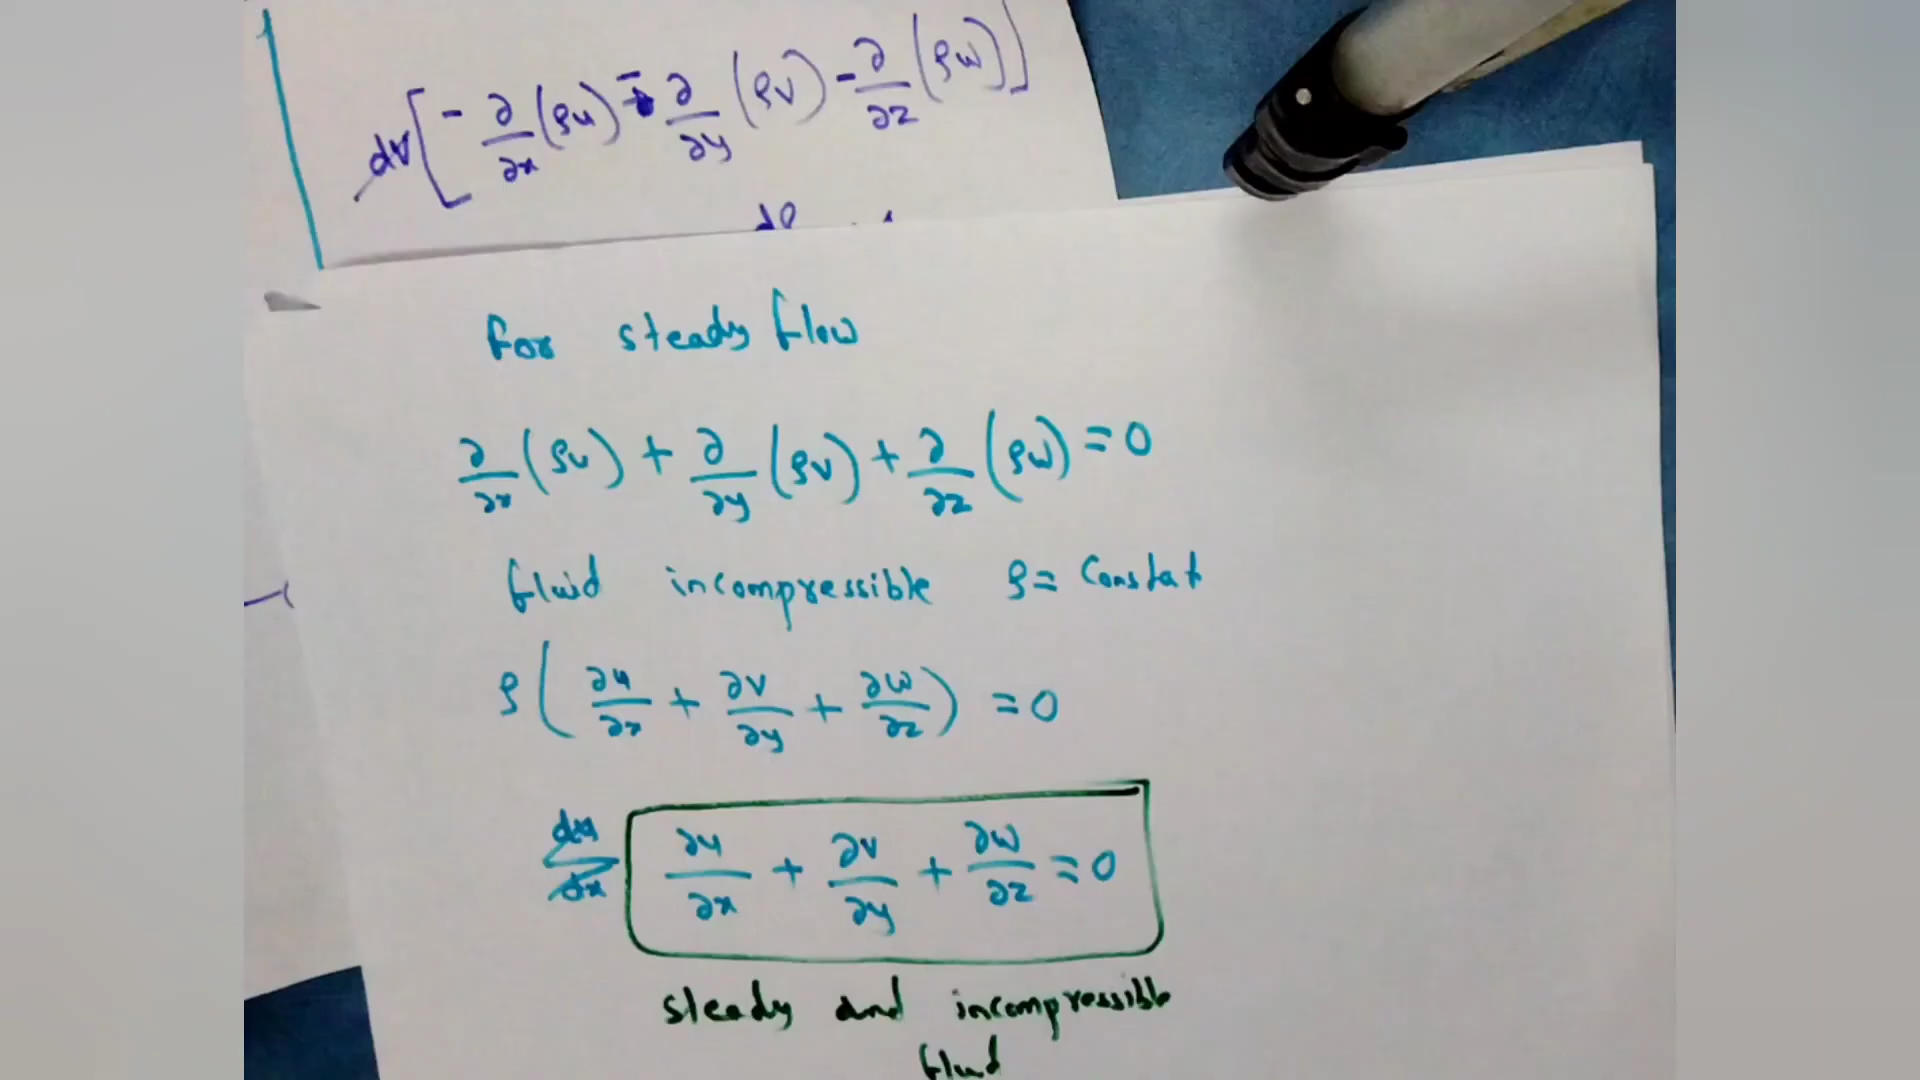 dV[ - ∂/∂x (ρu) - ∂/∂y (ρv) - ∂/∂z (ρw) ]
For steady flow
∂/∂x (ρu) + ∂/∂y (ρv) + ∂/∂z (ρw) = 0
fluid incompressible ρ = Constat
ρ ( ∂u/∂x + ∂v/∂y + ∂w/∂z ) = 0
∂u/∂x + ∂v/∂y + ∂w/∂z = 0
steady and incompressible
fluid